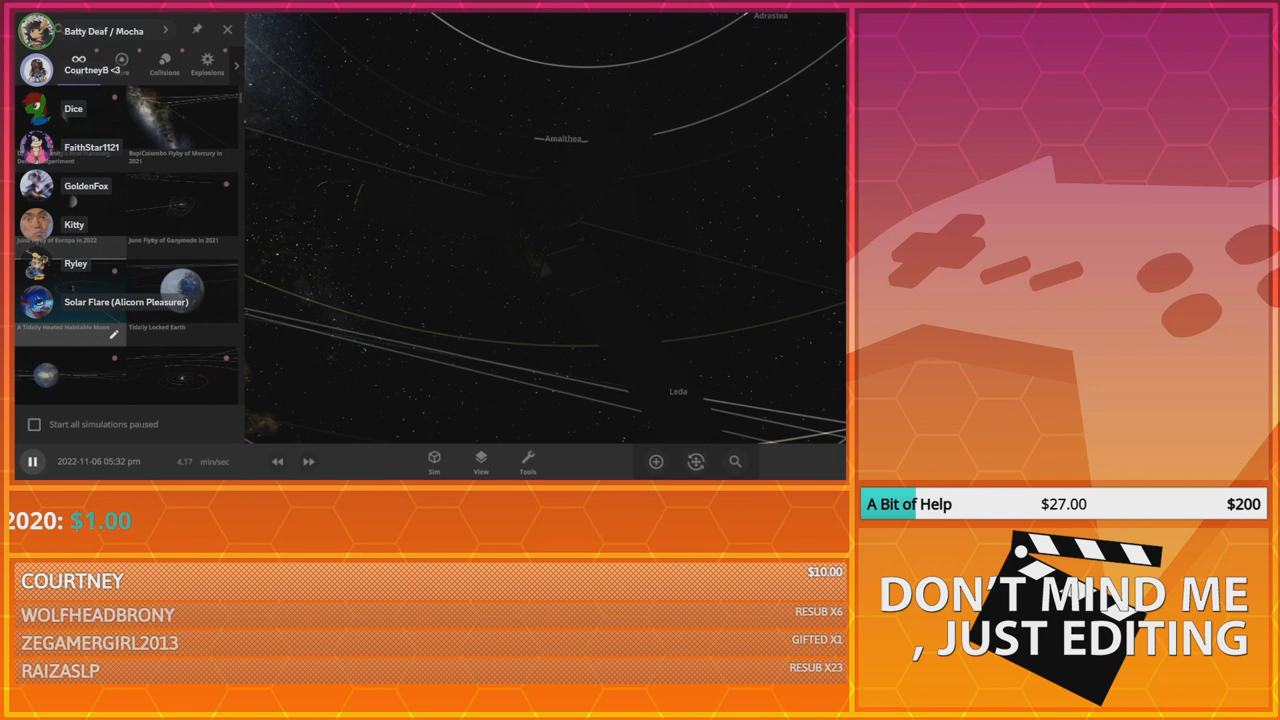 Batty Deaf / Mocha
CourtneyB <3
Collisions
Explosions
Dice
FaithStar1121
BepiColombo Flyby of Mercury in
2021
GoldenFox
Kitty
Juno Flyby of Europa in 2022
Juno Flyby of Ganymede in 2021
Ryley
Solar Flare (Alicorn Pleasurer)
A Tidally Heated Habitable Moon
Tidally Locked Earth
Start all simulations paused
Adrastea
Amalthea
Leda
2022-11-06 05:32 pm
4.17 min/sec
Sim
View
Tools
2020: $1.00
COURTNEY $10.00
WOLFHEADBRONY RESUB X6
ZEGAMERGIRL2013 GIFTED X1
RAIZASLP RESUB X23
A Bit of Help $27.00 $200
DON'T MIND ME
, JUST EDITING